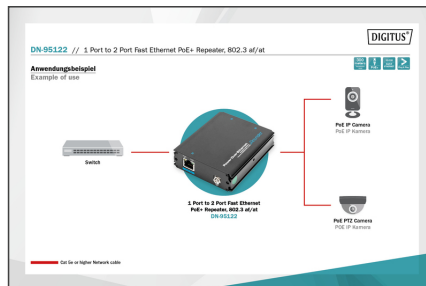 DIGITUS®
DN-95122 // 1 Port to 2 Port Fast Ethernet PoE+ Repeater, 802.3 af/at
Anwendungsbeispiel
Example of use
Switch
1 Port to 2 Port Fast Ethernet
PoE+ Repeater, 802.3 af/at
DN-95122
PoE IP Camera
PoE IP Kamera
PoE PTZ Camera
POE IP Kamera
Cat 5e or higher Network cable